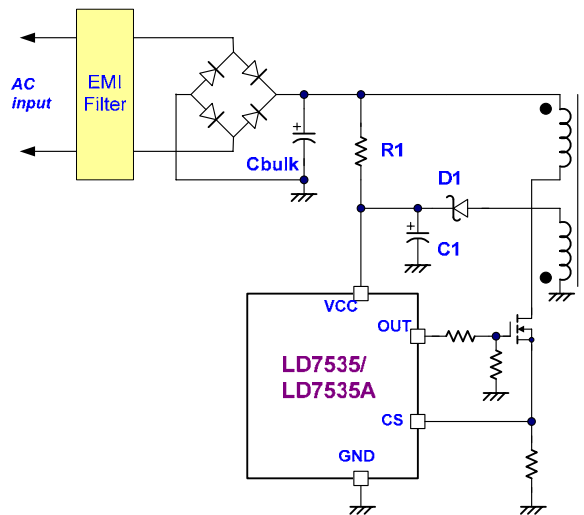 AC
input
EMI
Filter
+
Cbulk
R1
D1
+
C1
VCC
OUT
LD7535/
LD7535A
CS
GND